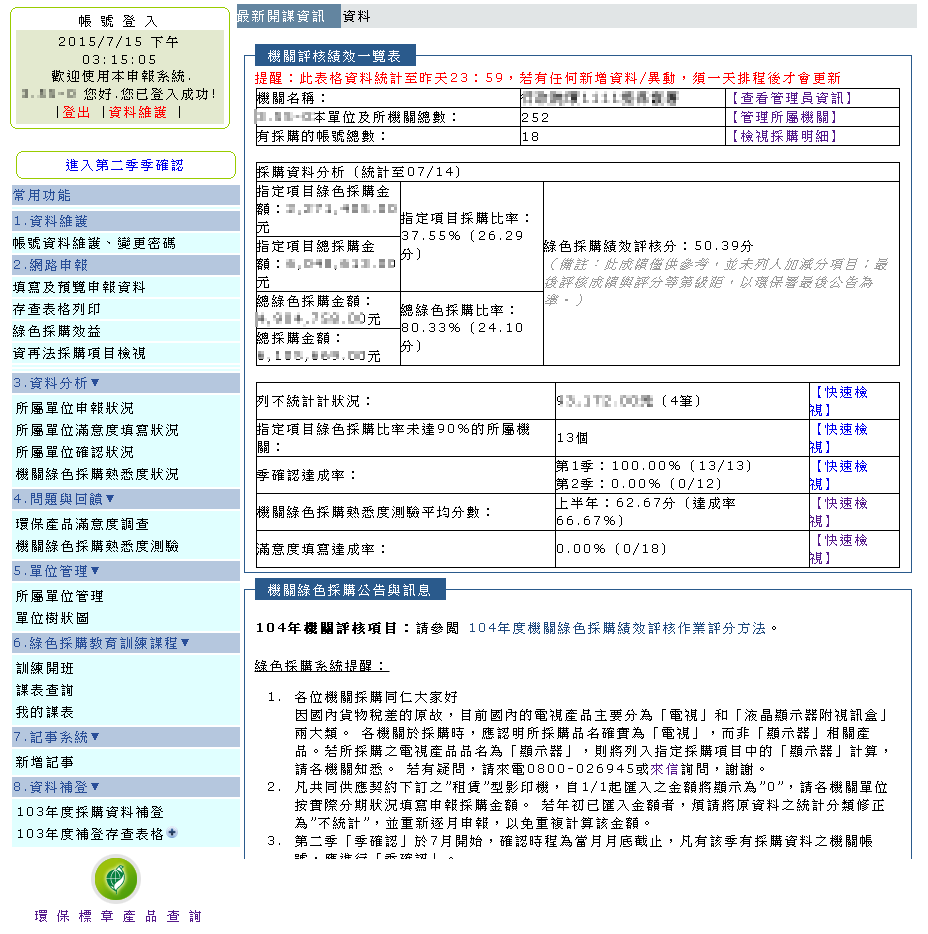 帳 號 登 入
2015/7/15 下午
03:15:05
歡迎使用本申報系統.
您好.您已登入成功!
|登出 |資料維護 |
進入第二季季確認
常用功能
1.資料維護
帳號資料維護、變更密碼
2.網路申報
填寫及預覽申報資料
存查表格列印
綠色採購效益
資再法採購項目檢視
3.資料分析▼
所屬單位申報狀況
所屬單位滿意度填寫狀況
所屬單位確認狀況
機關綠色採購熟悉度狀況
4.問題與回饋▼
環保產品滿意度調查
機關綠色採購熟悉度測驗
5.單位管理▼
所屬單位管理
單位樹狀圖
6.綠色採購教育訓練課程▼
訓練開班
課表查詢
我的課表
7.記事系統▼
新增記事
8.資料補登▼
103年度採購資料補登
103年度補登存查表格
環 保 標 章 產 品 查 詢
最新開課資訊 資料
機關評核績效一覽表
提醒：此表格資料統計至昨天23：59，若有任何新增資料/異動，須一天排程後才會更新
機關名稱：
【查看管理員資訊】
本單位及所機關總數： 252 【管理所屬機關】
有採購的帳號總數： 18 【檢視採購明細】
採購資料分析（統計至07/14）
指定項目綠色採購金
額：
元
指定項目總採購金
額：
元
總綠色採購金額：
元
總採購金額：
元
指定項目採購比率：
37.55%（26.29
分）
總綠色採購比率：
80.33%（24.10
分）
綠色採購績效評核分：50.39分
（備註：此成績僅供參考，並未列入加減分項目；最
後評核成績與評分等第級距，以環保署最後公告為
準。）
列不統計計狀況： （4筆） 【快速檢
視】
指定項目綠色採購比率未達90%的所屬機
關： 13個 【快速檢
視】
季確認達成率： 第1季：100.00%（13/13）
第2季：0.00%（0/12） 【快速檢
視】
機關綠色採購熟悉度測驗平均分數： 上半年：62.67分（達成率
66.67%） 【快速檢
視】
滿意度填寫達成率： 0.00%（0/18） 【快速檢
視】
機關綠色採購公告與訊息
104年機關評核項目：請參閱 104年度機關綠色採購績效評核作業評分方法。
綠色採購系統提醒：
1. 各位機關採購同仁大家好
因國內貨物稅差的原故，目前國內的電視產品主要分為「電視」和「液晶顯示器附視訊盒」
兩大類。 各機關於採購時，應認明所採購品名確實為「電視」，而非「顯示器」相關產
品。若所採購之電視產品品名為「顯示器」，則將列入指定採購項目中的「顯示器」計算，
請各機關知悉。 若有疑問，請來電0800-026945或來信詢問，謝謝。
2. 凡共同供應契約下訂之”租賃”型影印機，自1/1起匯入之金額將顯示為”0”，請各機關單位
按實際分期狀況填寫申報採購金額。 若年初已匯入金額者，煩請將原資料之統計分類修正
為”不統計”，並重新逐月申報，以免重複計算該金額。
3. 第二季「季確認」於7月開始，確認時程為當月月底截止，凡有該季有採購資料之機關帳
號，應進行「季確認」。